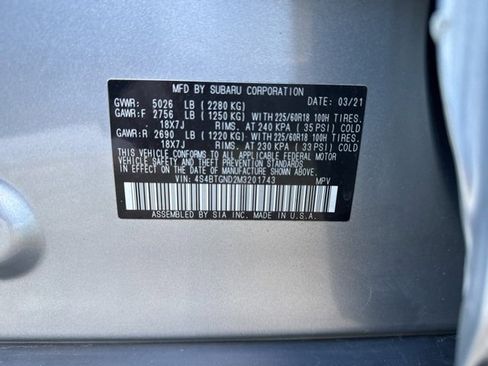 MFD BY SUBARU CORPORATION
GVWR: 5026 LB ( 2280 KG) DATE: 03/21
GAWR:F 2756 LB ( 1250 KG) WITH 225/60R18 100H TIRES,
18X7J RIMS, AT 240 KPA ( 35 PSI) COLD
GAWR:R 2690 LB ( 1220 KG) WITH 225/60R18 100H TIRES,
18X7J RIMS, AT 230 KPA ( 33 PSI) COLD
THIS VEHICLE CONFORMS TO ALL APPLICABLE FEDERAL MOTOR
VEHICLE SAFETY AND THEFT PREVENTION STANDARDS
IN EFFECT ON THE DATE OF MANUFACTURE SHOWN ABOVE.
VIN: 4S4BTGND2M3201743 MPV
ASSEMBLED BY SIA INC. MADE IN U.S.A.